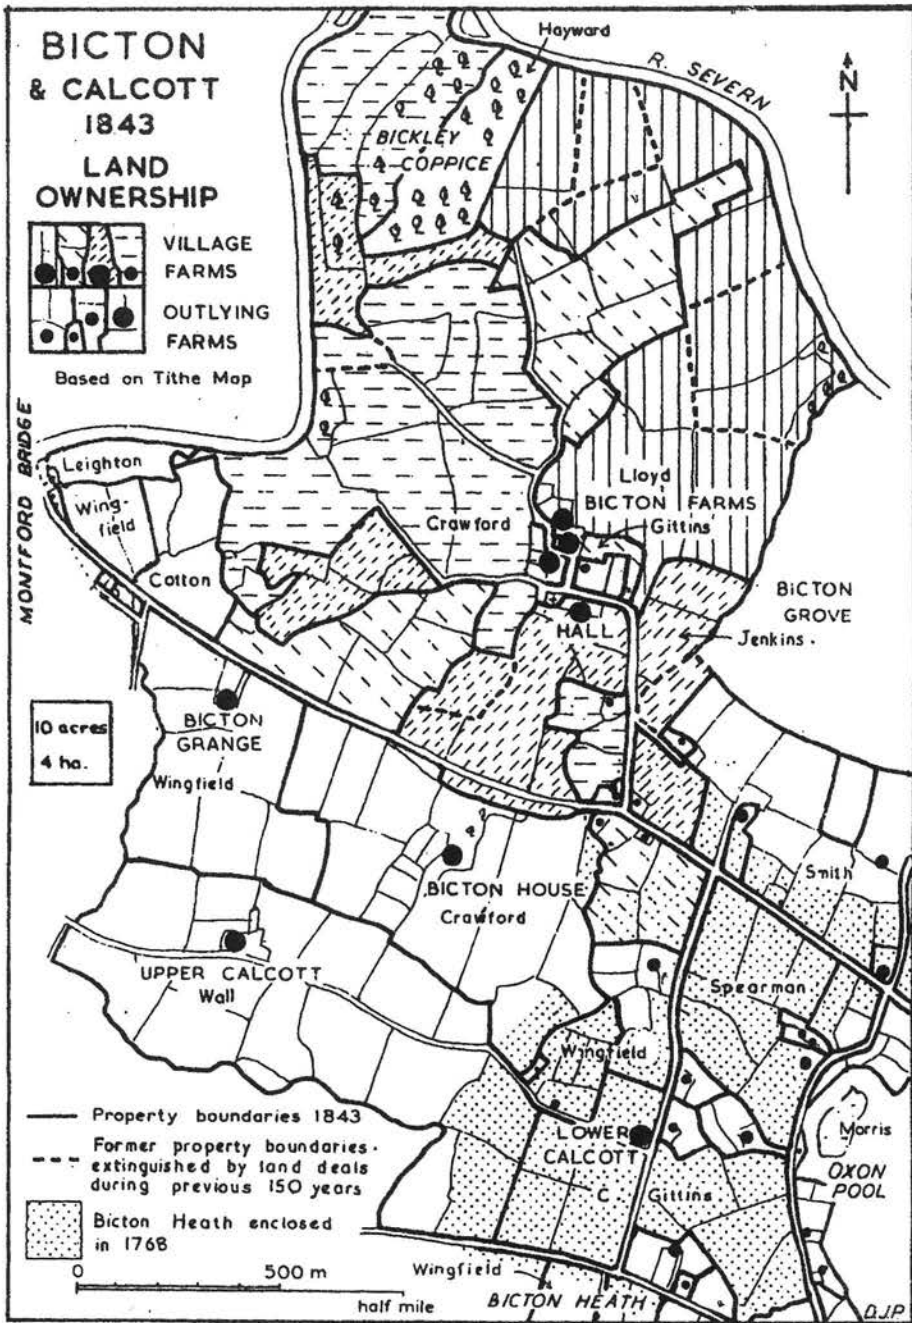 BICTON
& CALCOTT
1843
LAND
OWNERSHIP
VILLAGE
FARMS
OUTLYING
FARMS
Based on Tithe Map
Hayward
R. SEVERN
N
BICKLEY
COPPICE
MONTFORD BRIDGE
Leighton
Wing-
field
Cotton
Crawford
Lloyd
BICTON FARMS
Gittins
HALL
BICTON
GROVE
Jenkins.
10 acres
4 ha.
BICTON
GRANGE
Wingfield
BICTON HOUSE
Crawford
Smith
UPPER CALCOTT
Wall
Spearman
Wingfield
LOWER
CALCOTT
C
Gittins
Morris
OXON
POOL
Property boundaries 1843
Former property boundaries.
extinguished by land deals
during previous 150 years
Bicton Heath enclosed
in 1768
0 500 m
half mile
Wingfield
BICTON HEATH.
D.J.P.